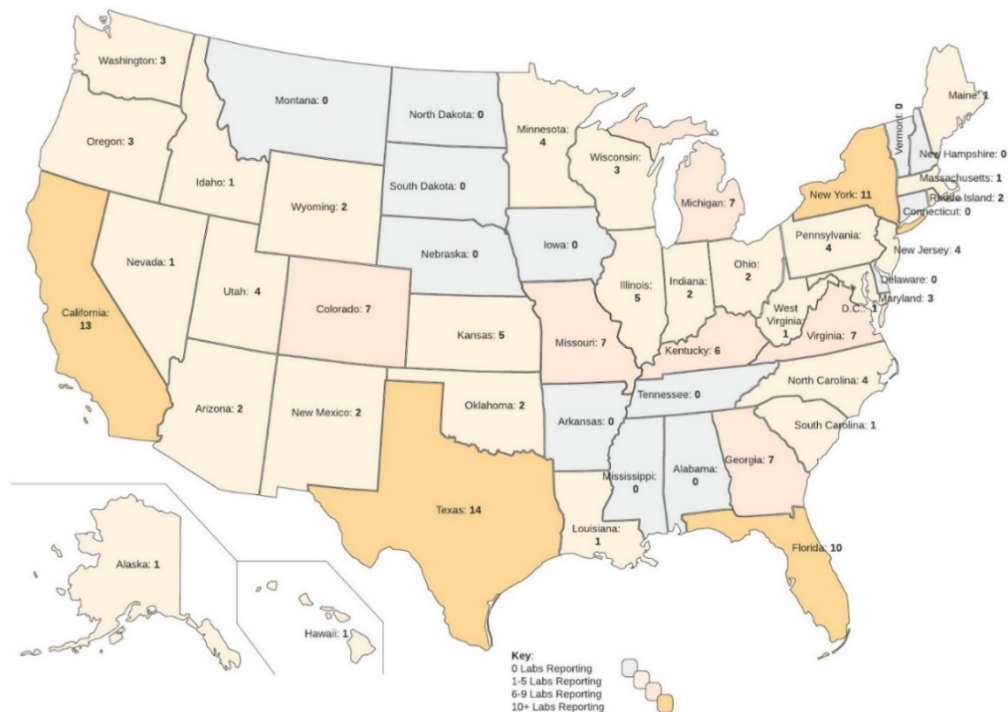 Washington: 3
Montana: 0
North Dakota: 0
Minnesota:
4
Maine: 1
Vermont: 0
New Hampshire: 0
Oregon: 3
Idaho: 1
Wyoming: 2
South Dakota: 0
Wisconsin:
3
Michigan: 7
New York: 11
Massachusetts: 1
Rhode Island: 2
Connecticut: 0
Nevada: 1
Utah: 4
Nebraska: 0
Iowa: 0
Illinois:
5
Indiana:
2
Ohio:
2
Pennsylvania:
4
New Jersey: 4
Delaware: 0
Maryland: 3
D.C.: 1
California:
13
Colorado: 7
Kansas: 5
Missouri: 7
Kentucky: 6
West
Virginia:
1
Virginia: 7
Arizona: 2
New Mexico: 2
Oklahoma: 2
Arkansas: 0
Tennessee: 0
North Carolina: 4
South Carolina: 1
Texas: 14
Louisiana:
1
Mississippi:
0
Alabama:
0
Georgia: 7
Florida: 10
Alaska: 1
Hawaii: 1
Key:
0 Labs Reporting
1-5 Labs Reporting
6-9 Labs Reporting
10+ Labs Reporting